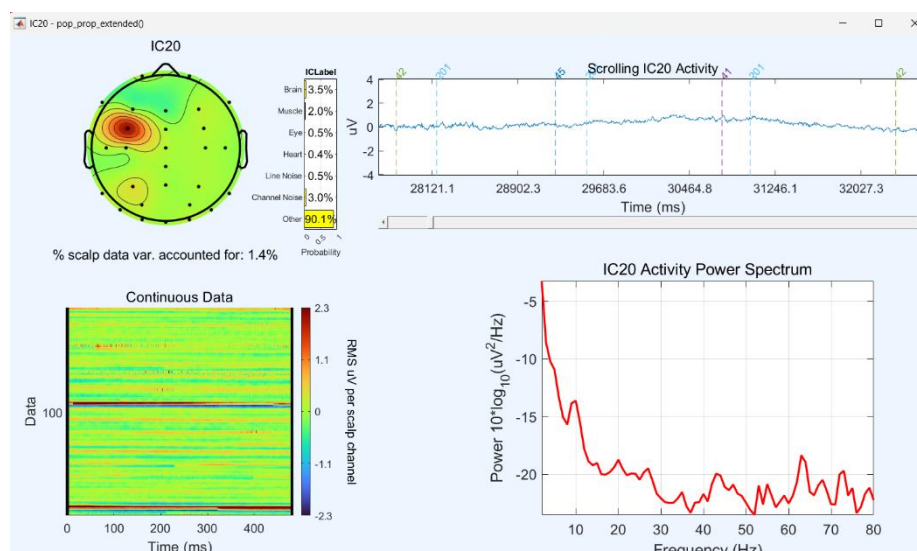 IC20 - pop_prop_extended()
IC20
ICLabel
Brain 3.5%
Muscle 2.0%
Eye 0.5%
Heart 0.4%
Line Noise 0.5%
Channel Noise 3.0%
Other 90.1%
0 0.5 1
Probability
% scalp data var. accounted for: 1.4%
42 201 45 41 201 42
Scrolling IC20 Activity
4
2
0
-2
-4
uV
28121.1 28902.3 29683.6 30464.8 31246.1 32027.3
Time (ms)
Continuous Data
Data
100
0 100 200 300 400
Time (ms)
2.3
1.1
0
-1.1
-2.3
RMS uV per scalp channel
IC20 Activity Power Spectrum
Power 10*log10(uV2/Hz)
-5
-10
-15
-20
10 20 30 40 50 60 70 80
Frequency (Hz)